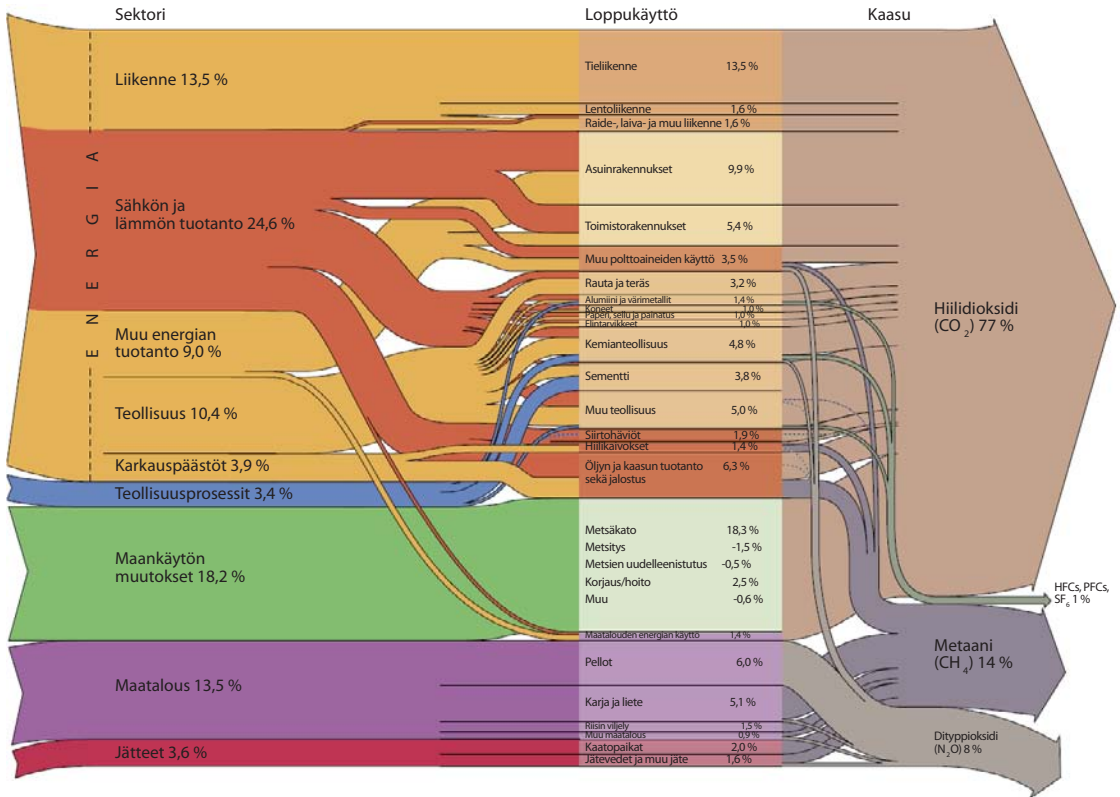 Sektori
Loppukäyttö
Kaasu
ENERGIA
Liikenne 13,5 %
Sähkön ja
lämmön tuotanto 24,6 %
Muu energian
tuotanto 9,0 %
Teollisuus 10,4 %
Karkauspäästöt 3,9 %
Teollisuusprosessit 3,4 %
Maankäytön
muutokset 18,2 %
Maatalous 13,5 %
Jätteet 3,6 %
Tieliikenne 13,5 %
Lentoliikenne 1,6 %
Raide-, laiva- ja muu liikenne 1,6 %
Asuinrakennukset 9,9 %
Toimistorakennukset 5,4 %
Muu polttoaineiden käyttö 3,5 %
Rauta ja teräs 3,2 %
Alumiini ja värimetallit 1,4 %
Koneet 1,0 %
Paperi, sellu ja painatus 1,0 %
Elintarvikkeet 1,0 %
Kemianteollisuus 4,8 %
Sementti 3,8 %
Muu teollisuus 5,0 %
Siirtohäviöt 1,9 %
Hiilikaivokset 1,4 %
Öljyn ja kaasun tuotanto 6,3 %
sekä jalostus
Metsäkato 18,3 %
Metsitys -1,5 %
Metsien uudelleenistutus -0,5 %
Korjaus/hoito 2,5 %
Muu -0,6 %
Maatalouden energian käyttö 1,4 %
Pellot 6,0 %
Karja ja liete 5,1 %
Riisin viljely 1,5 %
Muu maatalous 0,9 %
Kaatopaikat 2,0 %
Jätevedet ja muu jäte 1,6 %
Hiilidioksidi
(CO2) 77 %
HFCs, PFCs,
SF6 1 %
Metaani
(CH4) 14 %
Dityppioksidi
(N2O) 8 %